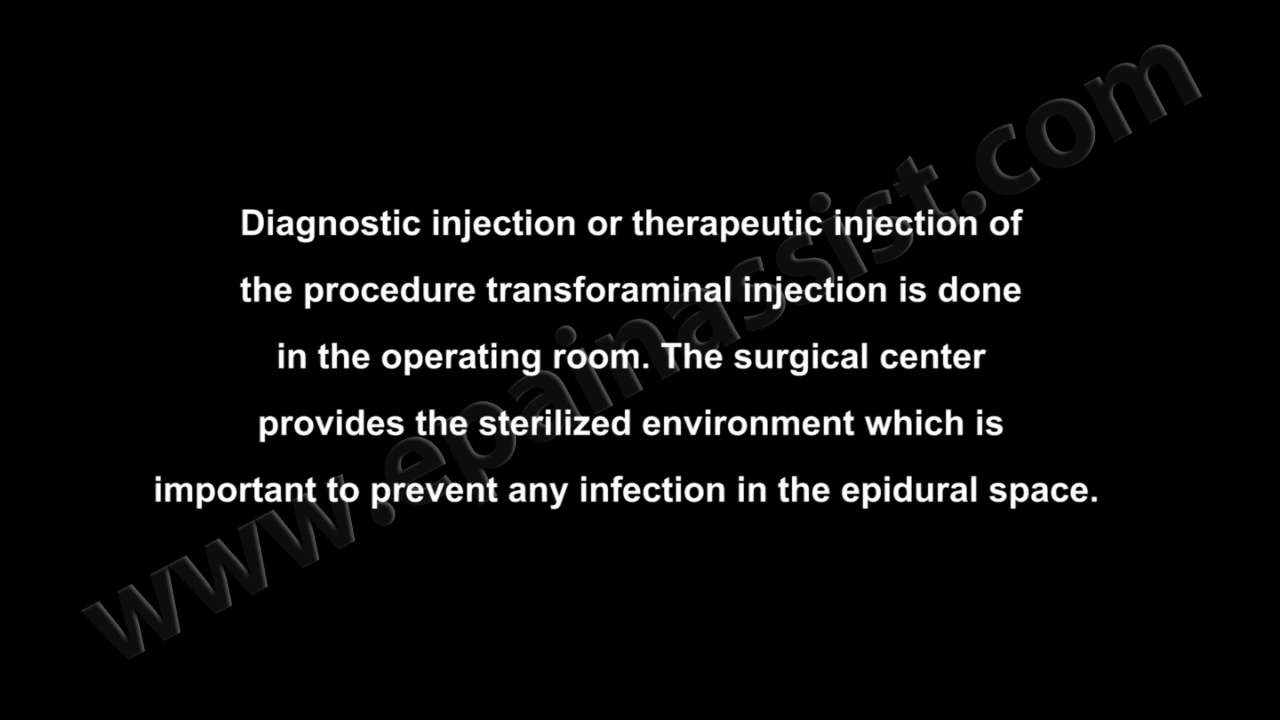 Diagnostic injection or therapeutic injection of
the procedure transforaminal injection is done
in the operating room. The surgical center
provides the sterilized environment which is
important to prevent any infection in the epidural space.
www.epainassist.com